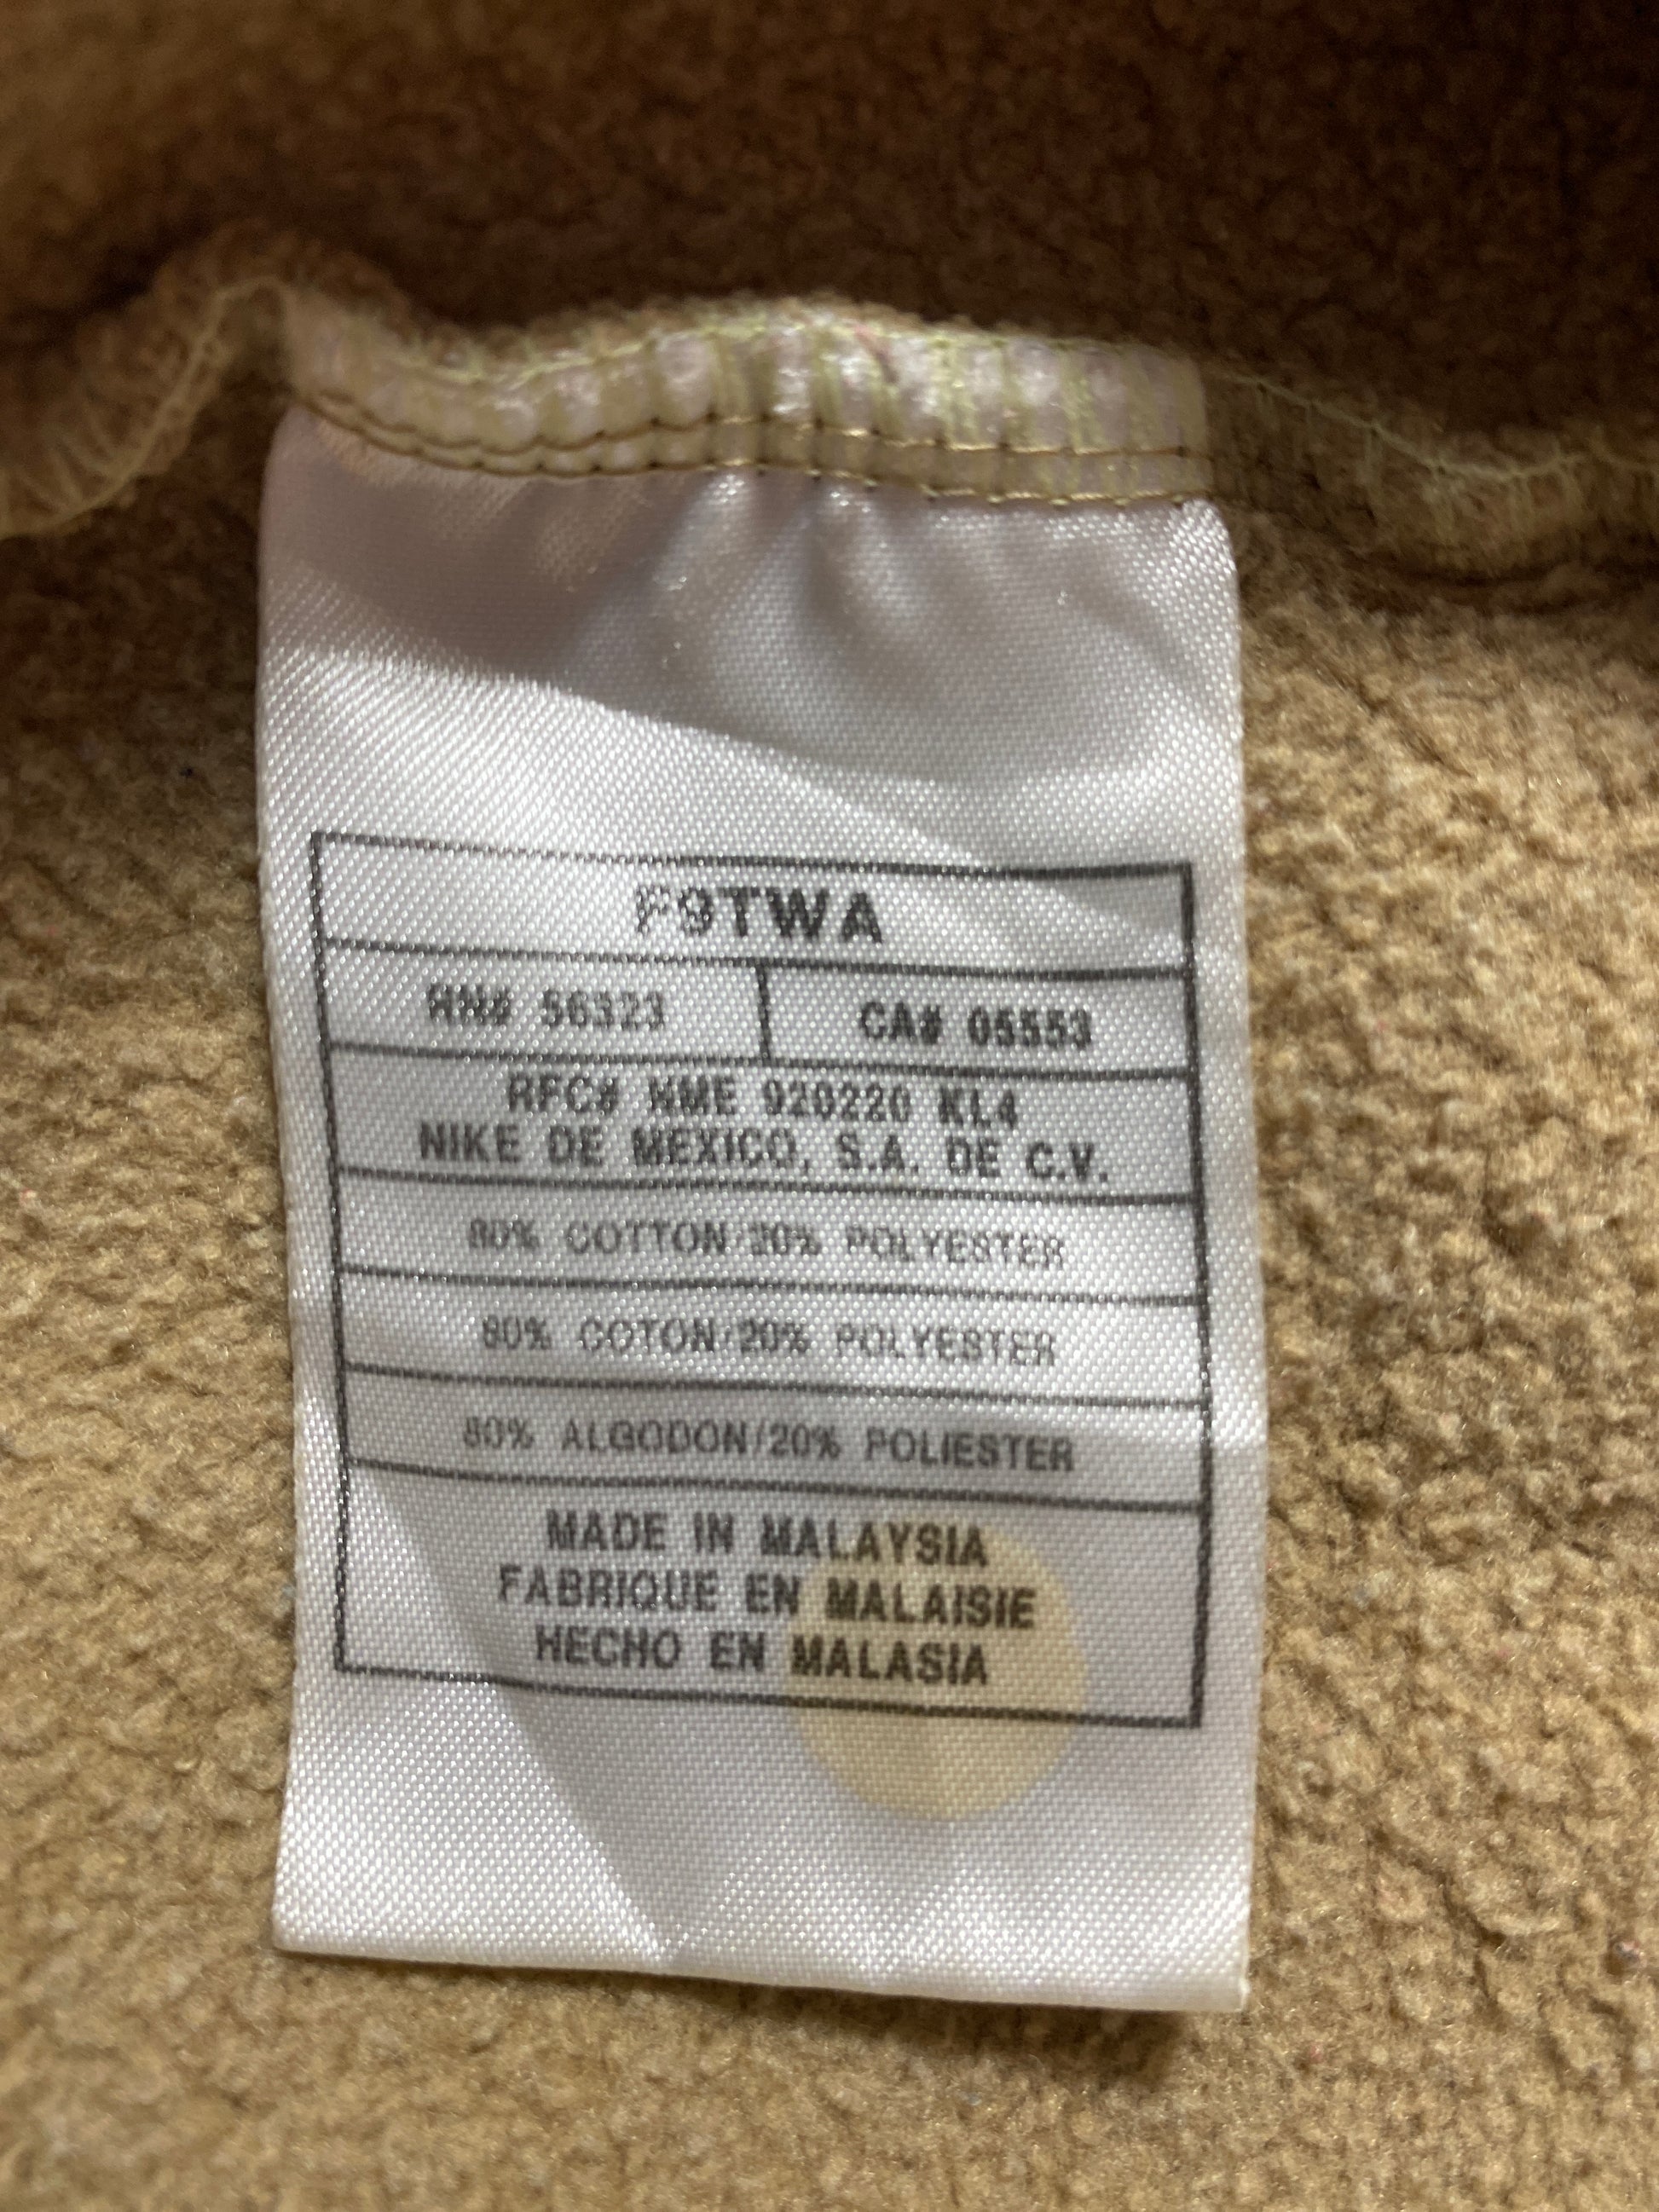 F9TWA
RN# 56323 CA# 05553
RFC# NME 920220 KL4
NIKE DE MEXICO, S.A. DE C.V.
80% COTTON/20% POLYESTER
80% COTON/20% POLYESTER
80% ALGODON/20% POLIESTER
MADE IN MALAYSIA
FABRIQUE EN MALAISIE
HECHO EN MALASIA